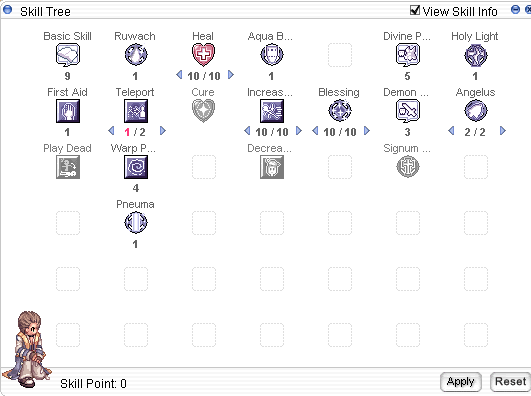 Skill Tree View Skill Info
Basic Skill Ruwach Heal Aqua B... Divine P... Holy Light
9 1 10 / 10 1 5 1
First Aid Teleport Cure Increas... Blessing Demon ... Angelus
1 1 / 2 10 / 10 10 / 10 3 2 / 2
Play Dead Warp P... Decrea... Signum ...
4
Pneuma
1
Skill Point: 0 Apply Reset